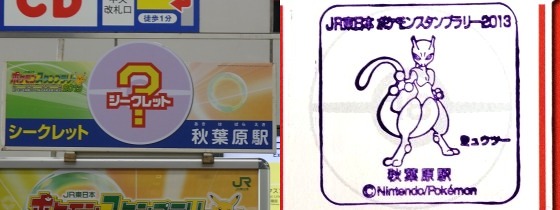 CD
中央
改札口
徒歩1分
ポケモンスタンプラリー
シークレット
シークレット
秋葉原駅
JR東日本
JR
ポケモンスタンプラリー
JR東日本 ポケモンスタンプラリー2013
ミュウツー
秋葉原駅
©Nintendo/Pokémon